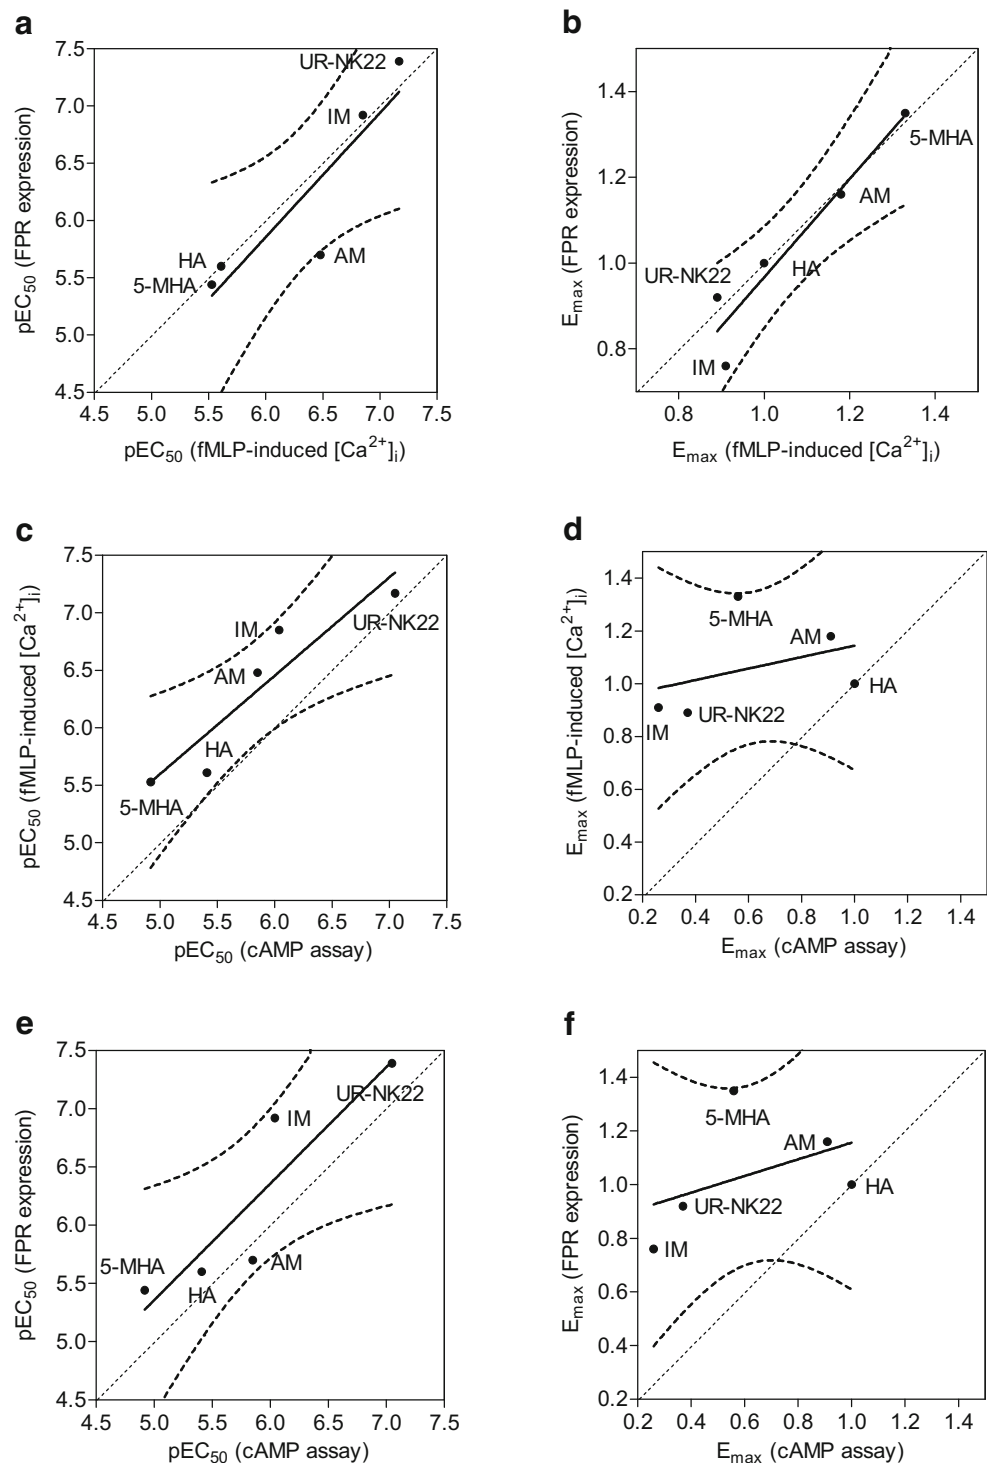 a
7.5
7.0
6.5
6.0
5.5
5.0
4.5
pEC50 (FPR expression)
UR-NK22
IM
HA
5-MHA
AM
4.5 5.0 5.5 6.0 6.5 7.0 7.5
pEC50 (fMLP-induced [Ca2+]i)
b
1.4
1.2
1.0
0.8
Emax (FPR expression)
5-MHA
AM
UR-NK22
HA
IM
0.8 1.0 1.2 1.4
Emax (fMLP-induced [Ca2+]i)
c
7.5
7.0
6.5
6.0
5.5
5.0
4.5
pEC50 (fMLP-induced [Ca2+]i)
IM
UR-NK22
AM
HA
5-MHA
4.5 5.0 5.5 6.0 6.5 7.0 7.5
pEC50 (cAMP assay)
d
1.4
1.2
1.0
0.8
0.6
0.4
0.2
Emax (fMLP-induced [Ca2+]i)
5-MHA
AM
HA
IM
UR-NK22
0.2 0.4 0.6 0.8 1.0 1.2 1.4
Emax (cAMP assay)
e
7.5
7.0
6.5
6.0
5.5
5.0
4.5
pEC50 (FPR expression)
UR-NK22
IM
5-MHA
HA
AM
4.5 5.0 5.5 6.0 6.5 7.0 7.5
pEC50 (cAMP assay)
f
1.4
1.2
1.0
0.8
0.6
0.4
0.2
Emax (FPR expression)
5-MHA
AM
HA
UR-NK22
IM
0.2 0.4 0.6 0.8 1.0 1.2 1.4
Emax (cAMP assay)